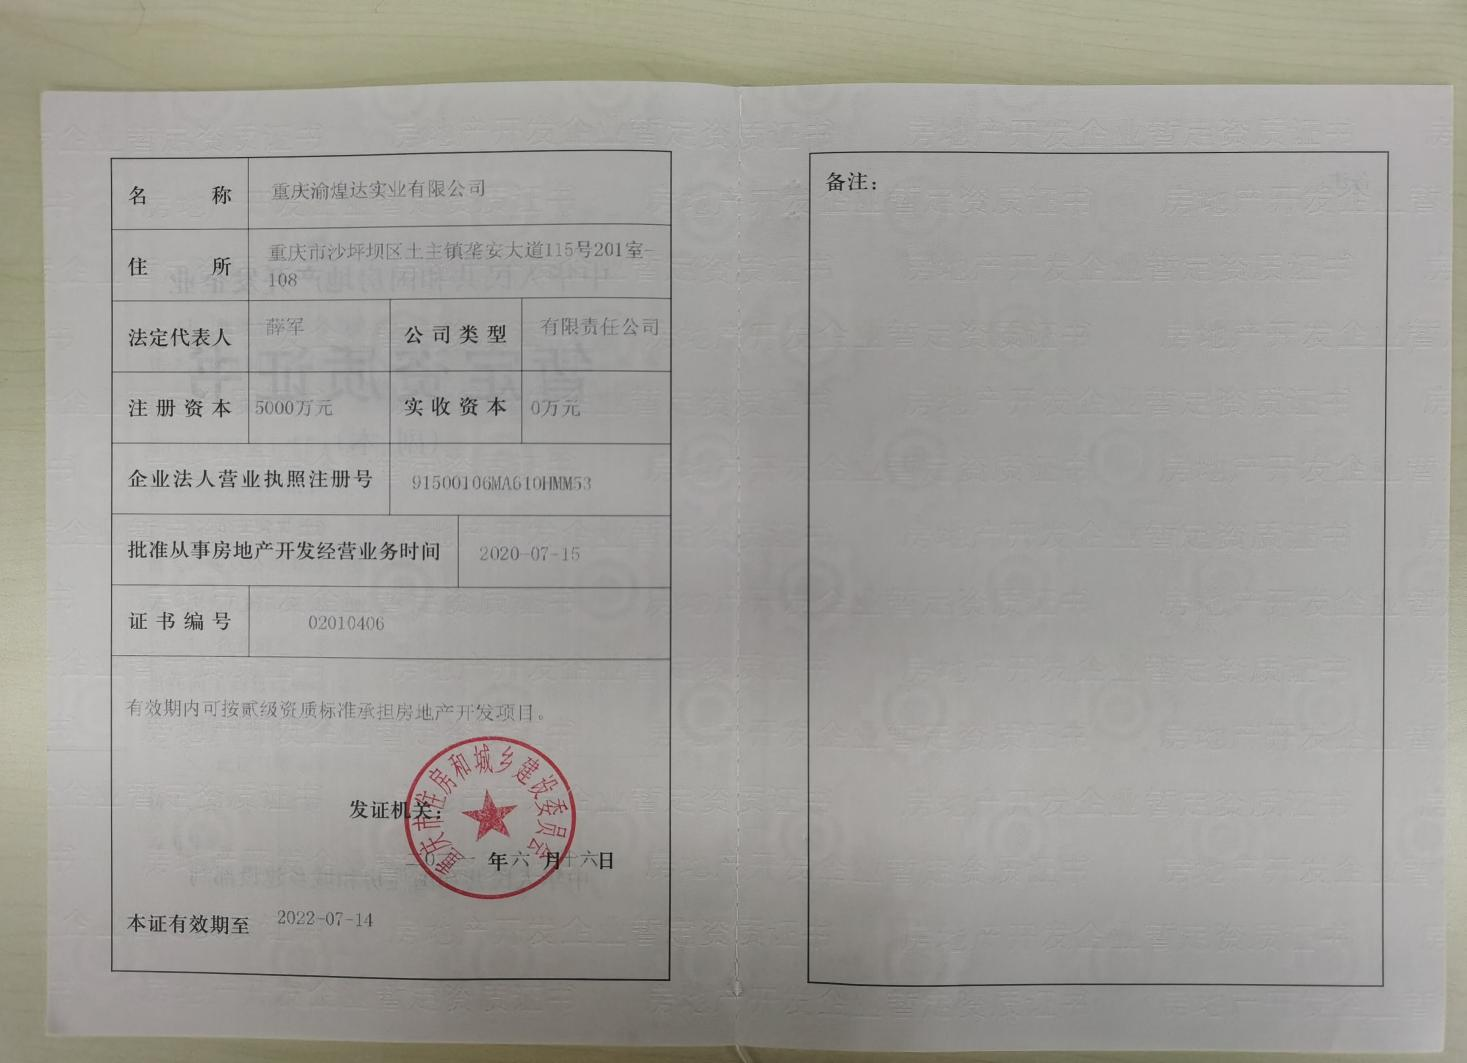 名 称 重庆渝煌达实业有限公司
住 所 重庆市沙坪坝区土主镇垄安大道115号201室-
108
法定代表人 薛军 公司类型 有限责任公司
注册资本 5000万元 实收资本 0万元
企业法人营业执照注册号 91500106MA610HMM53
批准从事房地产开发经营业务时间 2020-07-15
证书编号 02010406
有效期内可按贰级资质标准承担房地产开发项目。
重庆市住房和城乡建设委员会
发证机关：
二〇二一 年六 月十六日
本证有效期至 2022-07-14
备注：